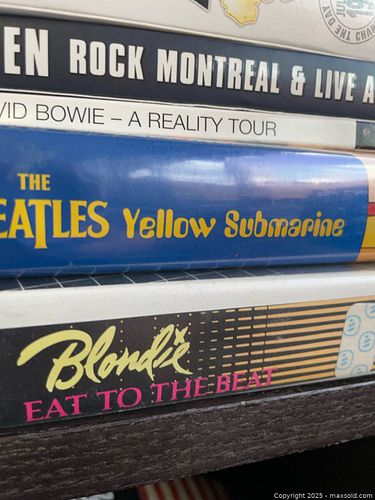 EN ROCK MONTREAL & LIVE A
VID BOWIE – A REALITY TOUR
THE
EATLES Yellow Submarine
Blondie
EAT TO THE BEAT
Copyright 2025 - maxsold.com